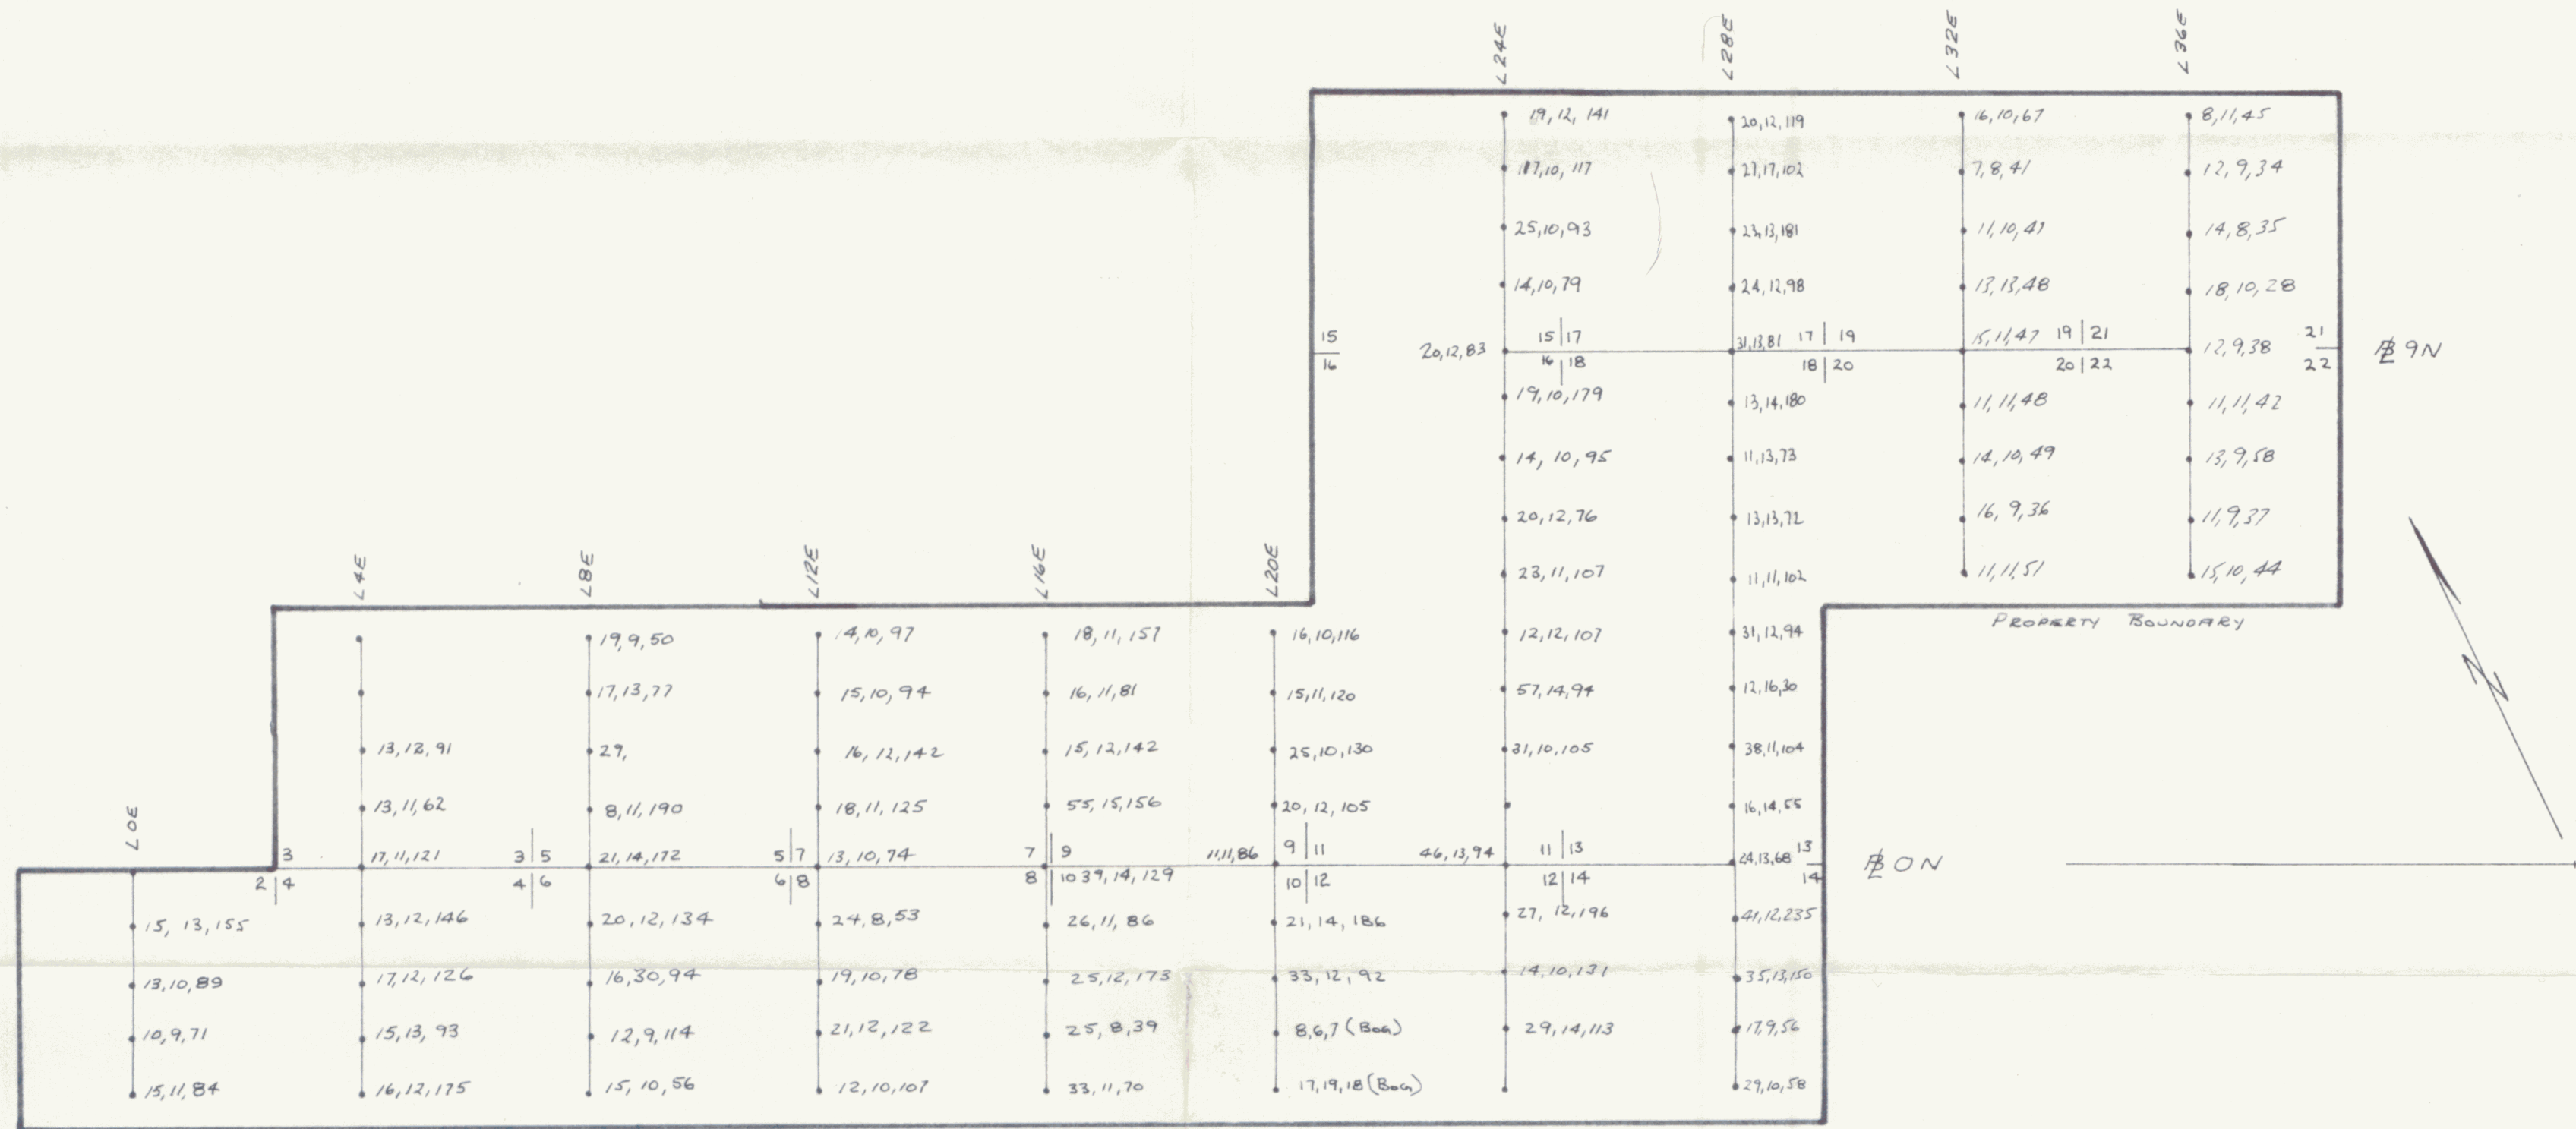 L24E L28E L32E L36E
19,12,141 20,12,119 16,10,67 8,11,45
17,10,117 27,17,102 7,8,41 12,9,34
25,10,93 23,13,181 11,10,41 14,8,35
14,10,79 24,12,98 13,13,48 18,10,28
15 15|17 31,13,81 17|19 15,11,47 19|21 21
20,12,83 12,9,38 9N
16 16|18 18|20 20|22 22
19,10,179 13,14,180 11,11,48 11,11,42
14,10,95 11,13,73 14,10,49 13,9,58
20,12,76 13,13,72 16,9,36 11,9,37
L4E L8E L12E L16E L20E 23,11,107 11,11,102 11,11,51 15,10,44
PROPERTY BOUNDARY
19,9,50 14,10,97 18,11,157 16,10,116 12,12,107 31,12,94
N
17,13,77 15,10,94 16,11,81 15,11,120 57,14,94 12,16,30
13,12,91 29, 16,12,142 15,12,142 25,10,130 31,10,105 38,11,104
L0E 13,11,62 8,11,190 18,11,125 55,15,156 20,12,105 16,14,55
3 17,11,121 3|5 21,14,172 5|7 13,10,74 7|9 11,11,86 9|11 46,13,94 11|13 24,13,68 13
0N
2|4 4|6 6|8 8|10 39,14,129 10|12 12|14 14
15,13,155 13,12,146 20,12,134 24,8,53 26,11,86 21,14,186 27,12,196 41,12,235
13,10,89 17,12,126 16,30,94 19,10,78 25,12,173 33,12,92 14,10,131 35,13,150
10,9,71 15,13,93 12,9,114 21,12,122 25,8,39 8,6,7 (BOG) 29,14,113 17,9,56
15,11,84 16,12,175 15,10,56 12,10,107 33,11,70 17,19,18 (BOG) 29,10,58